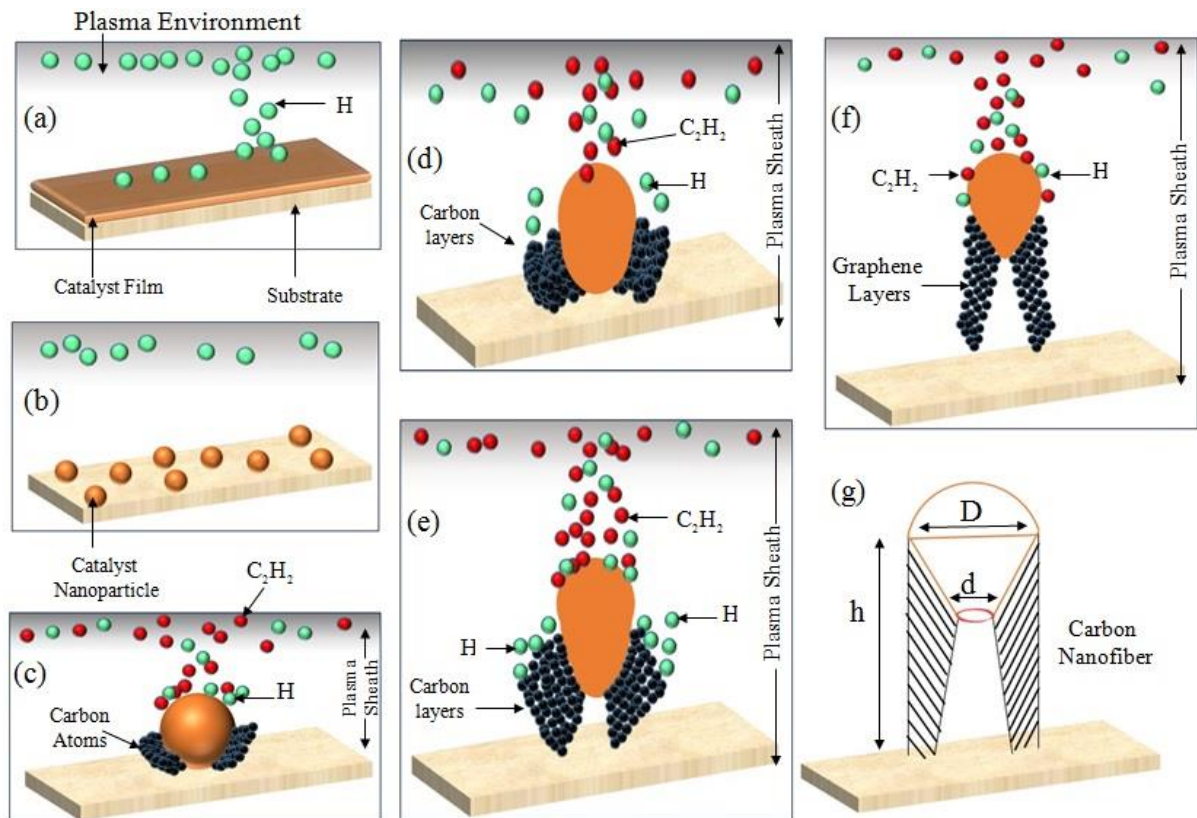 Plasma Environment
(a)
H
Catalyst Film
Substrate
(b)
Catalyst
Nanoparticle
C₂H₂
(c)
H
Carbon
Atoms
Plasma
Sheath
(d)
C₂H₂
H
Carbon
layers
Plasma Sheath
(e)
C₂H₂
H
H
Carbon
layers
Plasma Sheath
(f)
C₂H₂
H
Graphene
Layers
Plasma Sheath
(g)
D
d
h
Carbon
Nanofiber